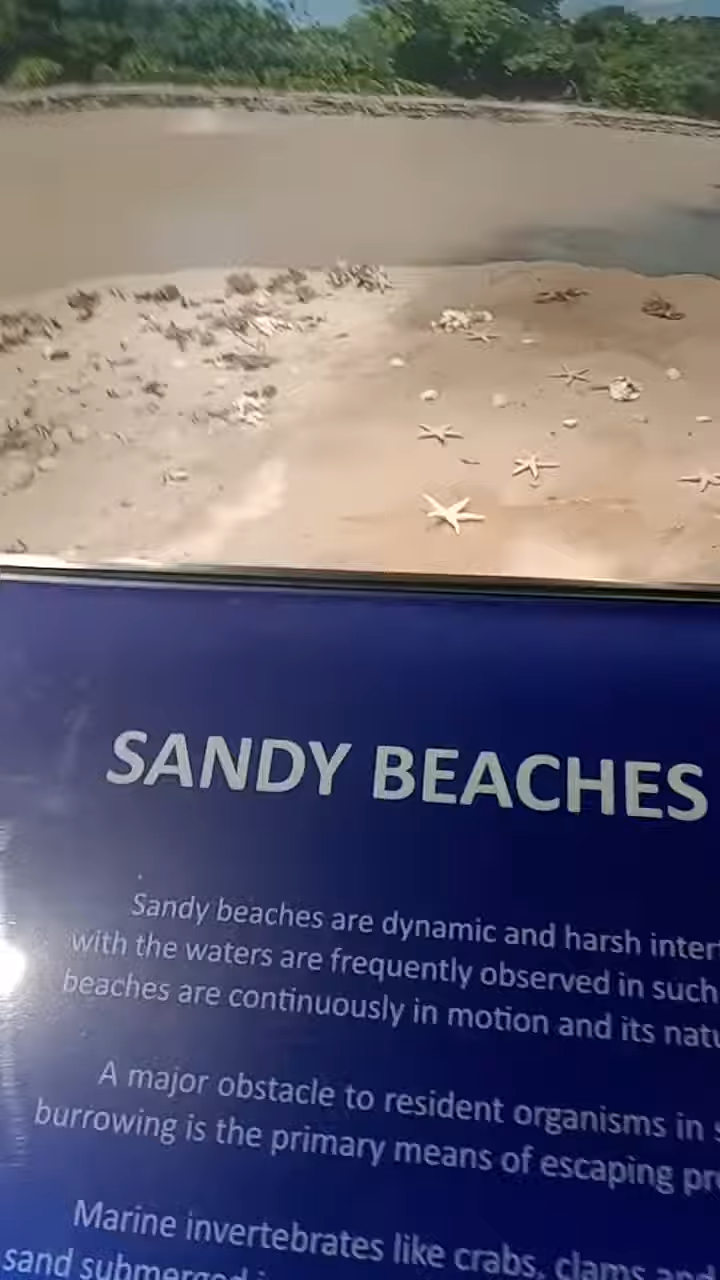 SANDY BEACHES
Sandy beaches are dynamic and harsh inter
with the waters are frequently observed in such
beaches are continuously in motion and its natu
A major obstacle to resident organisms in s
burrowing is the primary means of escaping pre
Marine invertebrates like crabs, clams and
sand submerged i